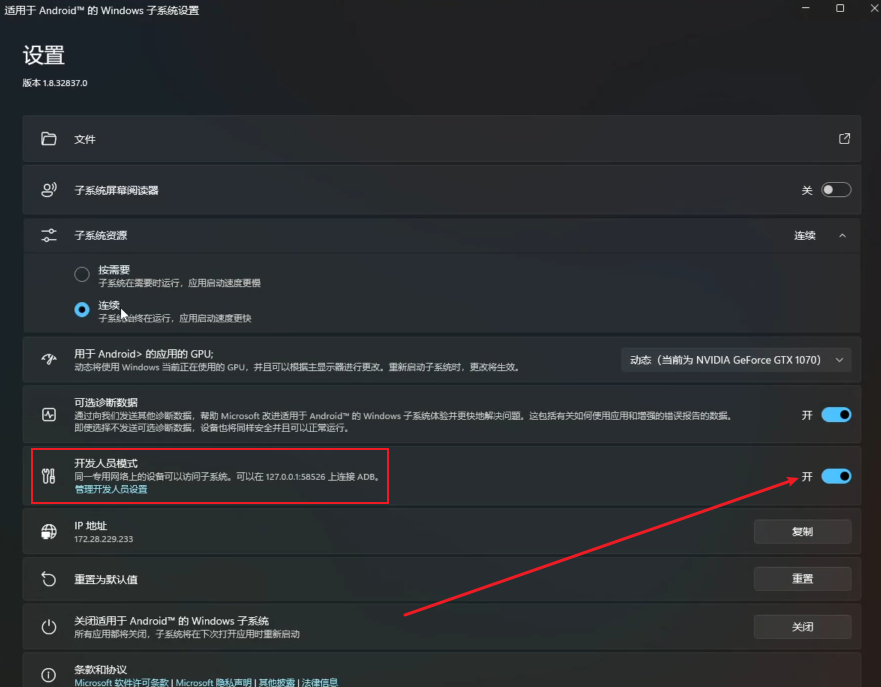 适用于 Android™ 的 Windows 子系统设置
设置
版本 1.8.32837.0
文件
子系统屏幕阅读器
关
子系统资源
连续
按需要
子系统在需要时运行，应用启动速度更慢
连续
子系统始终在运行，应用启动速度更快
用于 Android> 的应用的 GPU;
动态将使用 Windows 当前正在使用的 GPU，并且可以根据主显示器进行更改。重新启动子系统时，更改将生效。
动态（当前为 NVIDIA GeForce GTX 1070）
可选诊断数据
通过向我们发送其他诊断数据，帮助 Microsoft 改进适用于 Android™ 的 Windows 子系统体验并更快地解决问题。这包括有关如何使用应用和增强的错误报告的数据。
即使选择不发送可选诊断数据，设备也将同样安全并且可以正常运行。
开
开发人员模式
同一专用网络上的设备可以访问子系统。可以在 127.0.0.1:58526 上连接 ADB。
管理开发人员设置
开
IP 地址
172.28.229.233
复制
重置为默认值
重置
关闭适用于 Android™ 的 Windows 子系统
所有应用都将关闭，子系统将在下次打开应用时重新启动
关闭
条款和协议
Microsoft 软件许可条款 | Microsoft 隐私声明 | 其他披露 | 法律信息